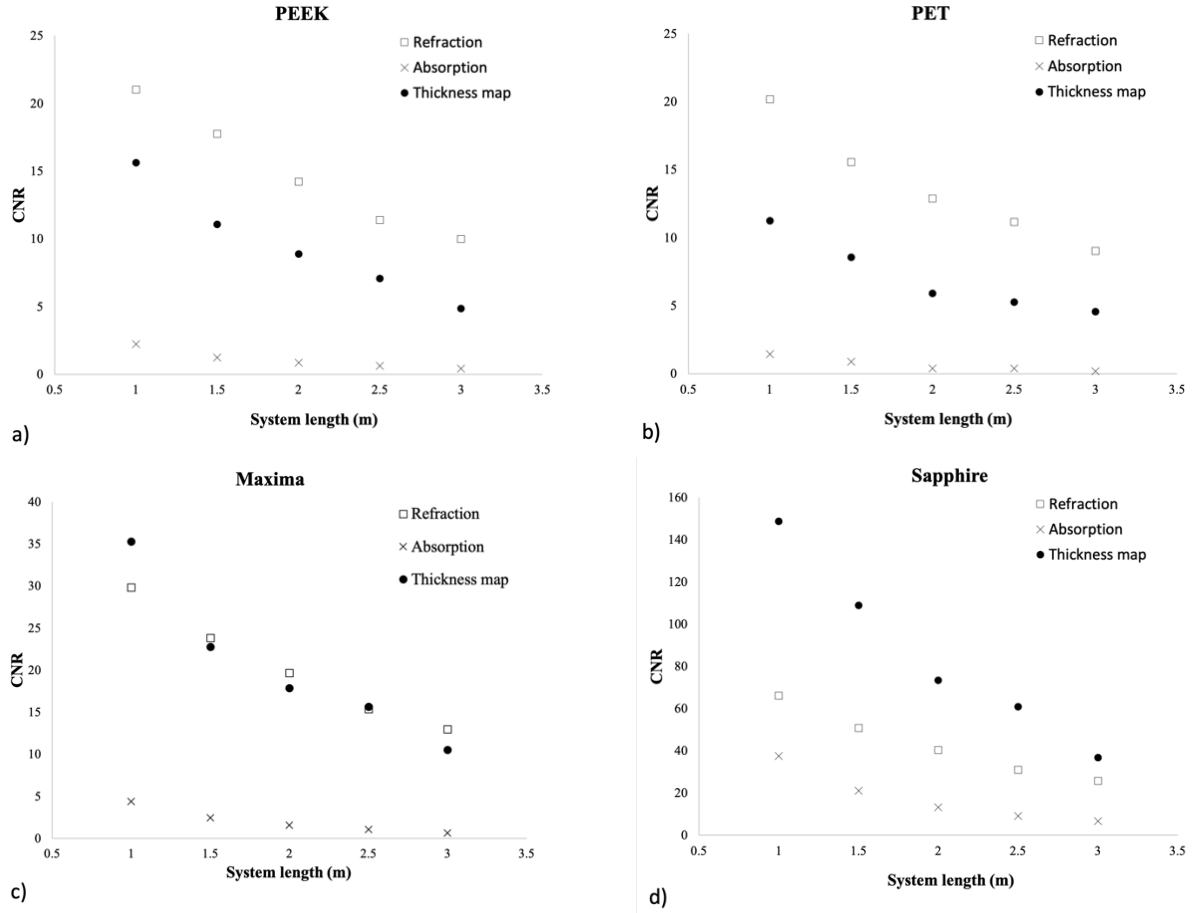 PEEK
25
20
15
10
5
0
0.5 1 1.5 2 2.5 3 3.5
CNR
System length (m)
Refraction
Absorption
Thickness map
a)
PET
25
20
15
10
5
0
0.5 1 1.5 2 2.5 3 3.5
CNR
System length (m)
Refraction
Absorption
Thickness map
b)
Maxima
40
35
30
25
20
15
10
5
0
0.5 1 1.5 2 2.5 3 3.5
CNR
System length (m)
Refraction
Absorption
Thickness map
c)
Sapphire
160
140
120
100
80
60
40
20
0
0.5 1 1.5 2 2.5 3 3.5
CNR
System length (m)
Refraction
Absorption
Thickness map
d)